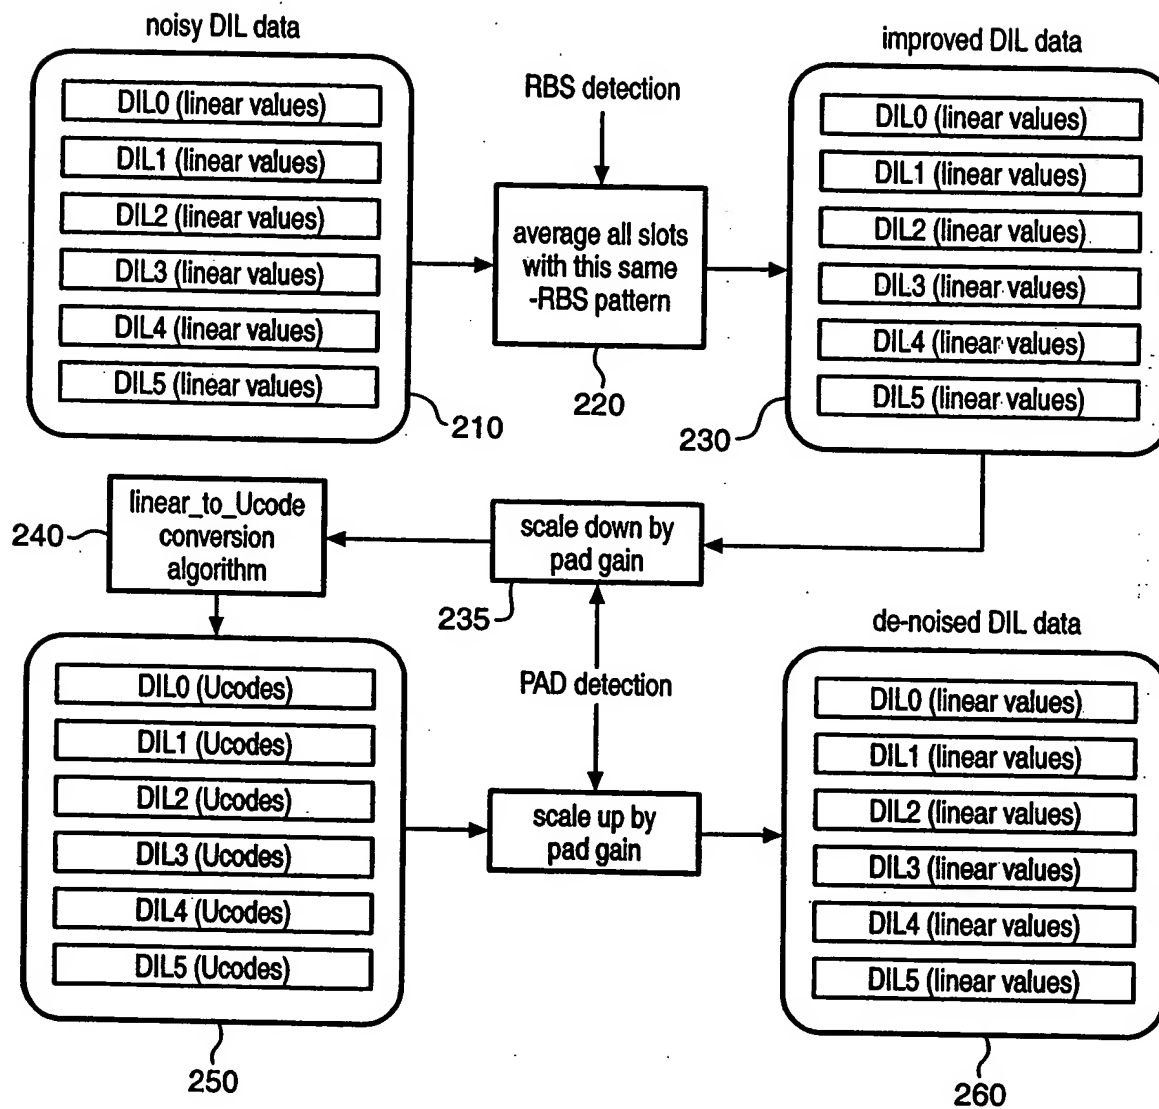 noisy DIL data
DIL0 (linear values)
DIL1 (linear values)
DIL2 (linear values)
DIL3 (linear values)
DIL4 (linear values)
DIL5 (linear values)
210
RBS detection
average all slots
with this same
-RBS pattern
220
improved DIL data
DIL0 (linear values)
DIL1 (linear values)
DIL2 (linear values)
DIL3 (linear values)
DIL4 (linear values)
DIL5 (linear values)
230
linear_to_Ucode
conversion
algorithm
240
scale down by
pad gain
235
PAD detection
DIL0 (Ucodes)
DIL1 (Ucodes)
DIL2 (Ucodes)
DIL3 (Ucodes)
DIL4 (Ucodes)
DIL5 (Ucodes)
250
scale up by
pad gain
de-noised DIL data
DIL0 (linear values)
DIL1 (linear values)
DIL2 (linear values)
DIL3 (linear values)
DIL4 (linear values)
DIL5 (linear values)
260